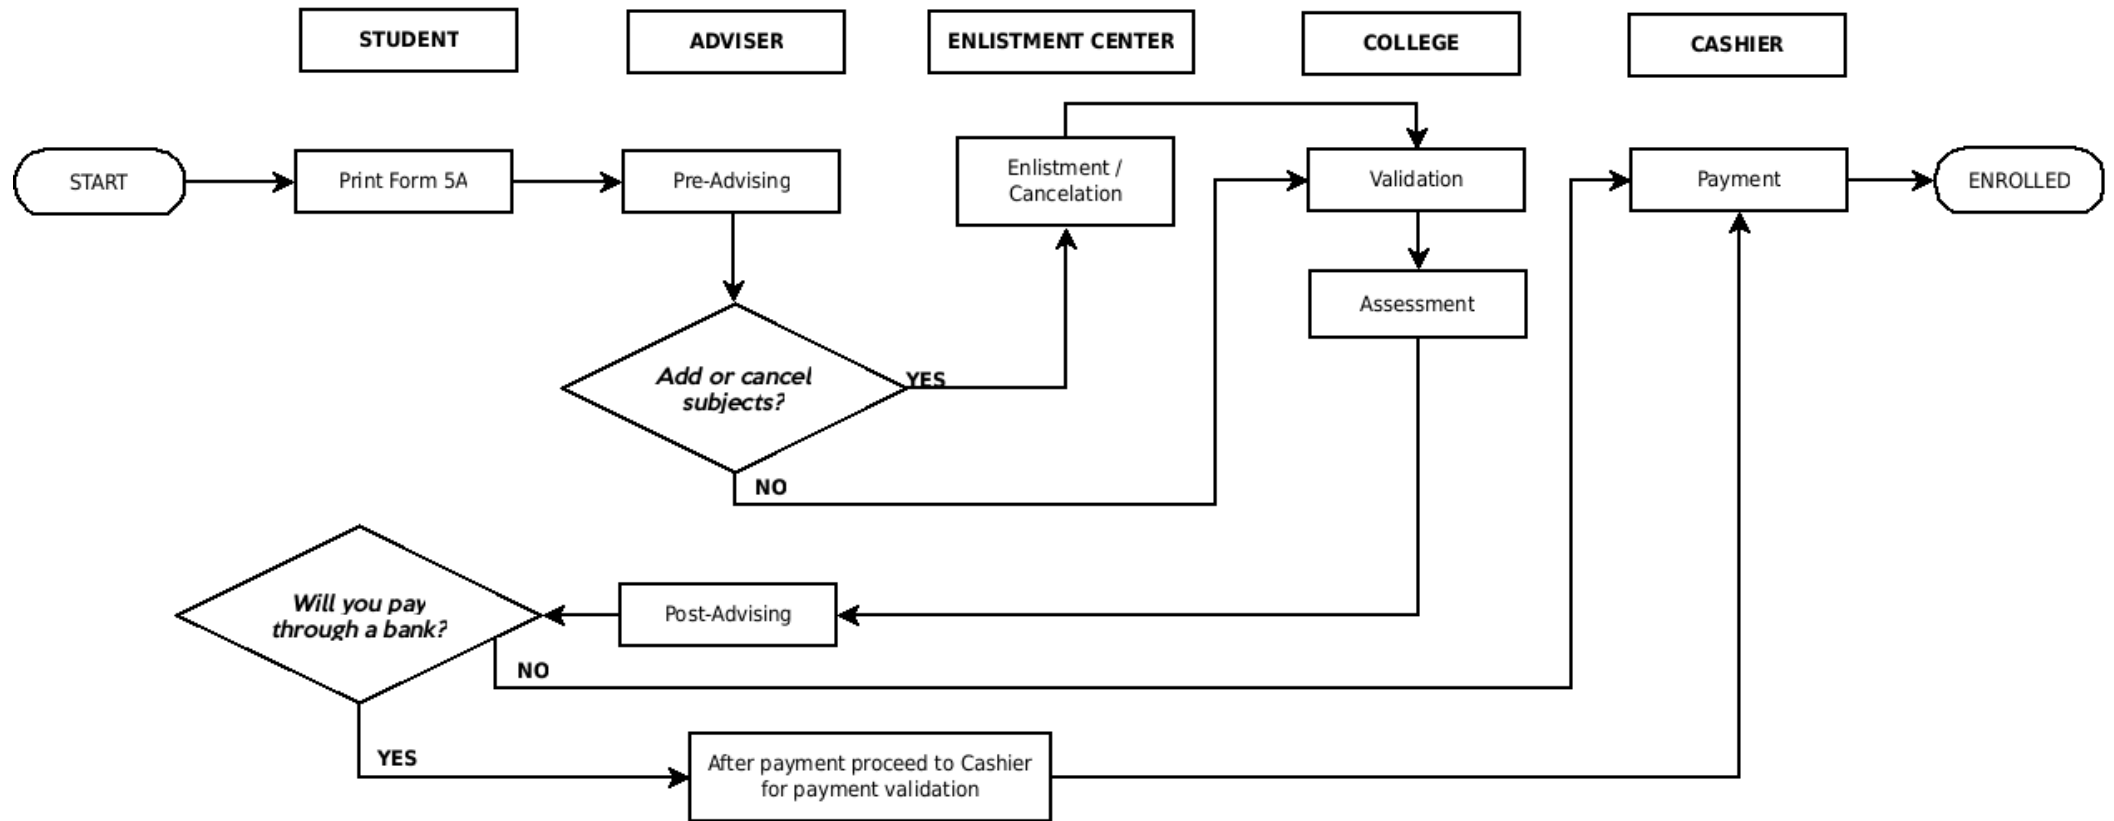 STUDENT
ADVISER
ENLISTMENT CENTER
COLLEGE
CASHIER
START
Print Form 5A
Pre-Advising
Enlistment /
Cancelation
Validation
Payment
ENROLLED
Assessment
Add or cancel
subjects?
YES
NO
Will you pay
through a bank?
Post-Advising
NO
YES
After payment proceed to Cashier
for payment validation